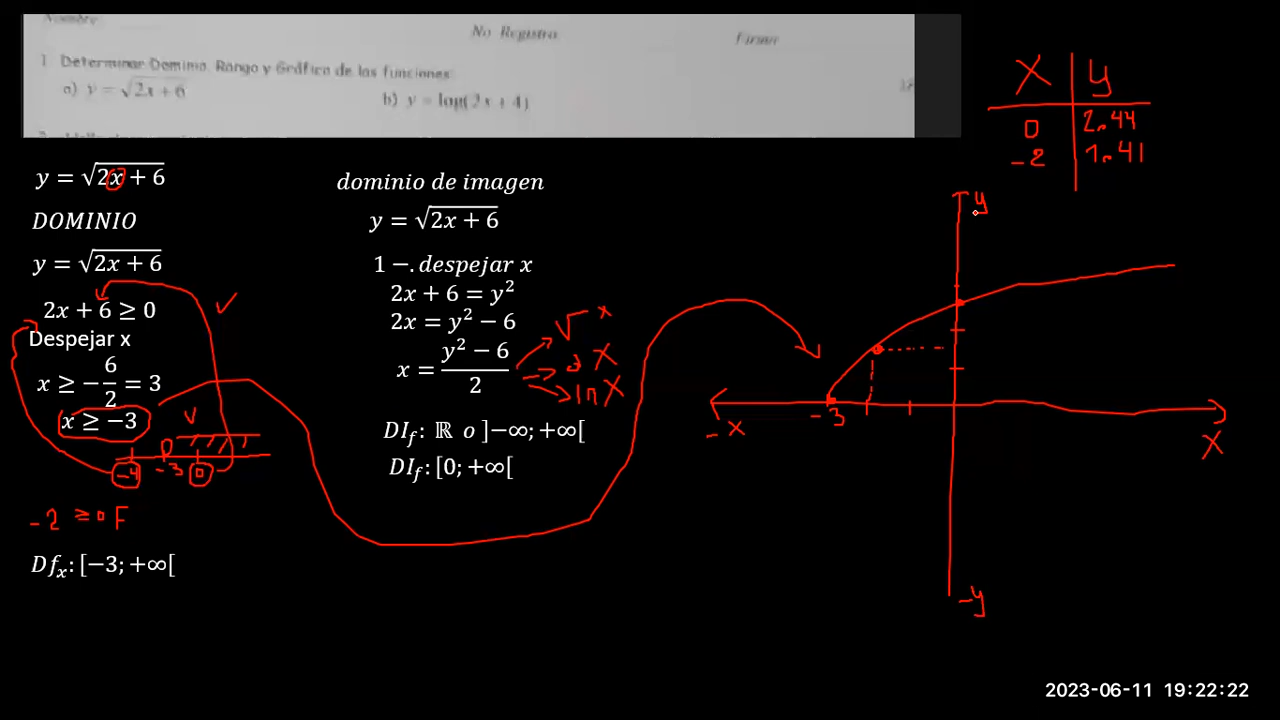 Nombre
No Registro
Firma
1 Determinar Dominio, Rango y Gráfica de las funciones:
a) y = √2x + 6
b) y = log(2x + 4)
y = √2x + 6
DOMINIO
y = √2x + 6
2x + 6 ≥ 0
Despejar x
x ≥ −6/2 = 3
x ≥ −3
V
-4 -3 0
-2 ≥ 0 F
Df_x: [−3; +∞[
dominio de imagen
y = √2x + 6
1 −. despejar x
2x + 6 = y²
2x = y² − 6
x = (y² − 6)/2
√ x
x
ln x
DI_f: ℝ o ]−∞; +∞[
DI_f: [0; +∞[
X y
0 2.44
-2 1.41
y
-x
-3
X
-y
2023-06-11 19:22:22